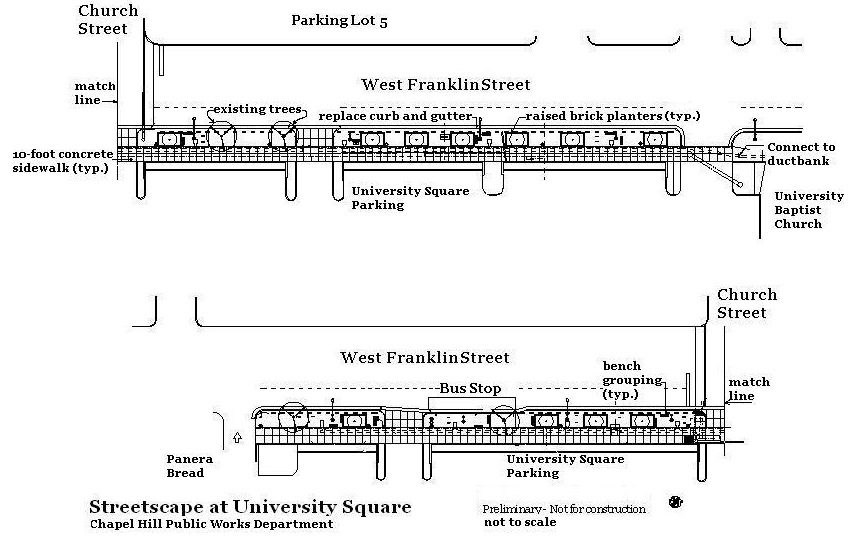 Church
Street
Parking Lot 5
match
line
West Franklin Street
existing trees
replace curb and gutter
raised brick planters (typ.)
10-foot concrete
sidewalk (typ.)
Connect to
ductbank
University Square
Parking
University
Baptist
Church
Church
Street
West Franklin Street
bench
grouping
(typ.)
Bus Stop
match
line
Panera
Bread
University Square
Parking
Streetscape at University Square
Chapel Hill Public Works Department
Preliminary - Not for construction
not to scale